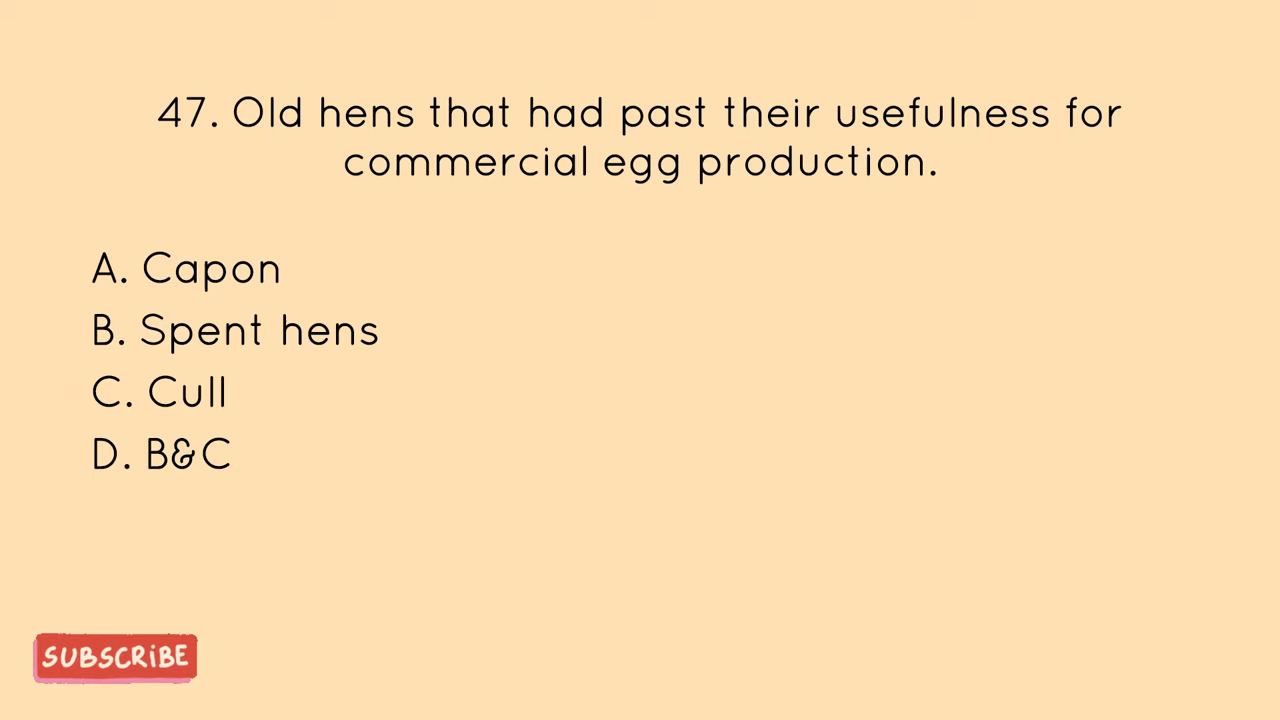 47. Old hens that had past their usefulness for
commercial egg production.
A. Capon
B. Spent hens
C. Cull
D. B&C
SUBSCRIBE